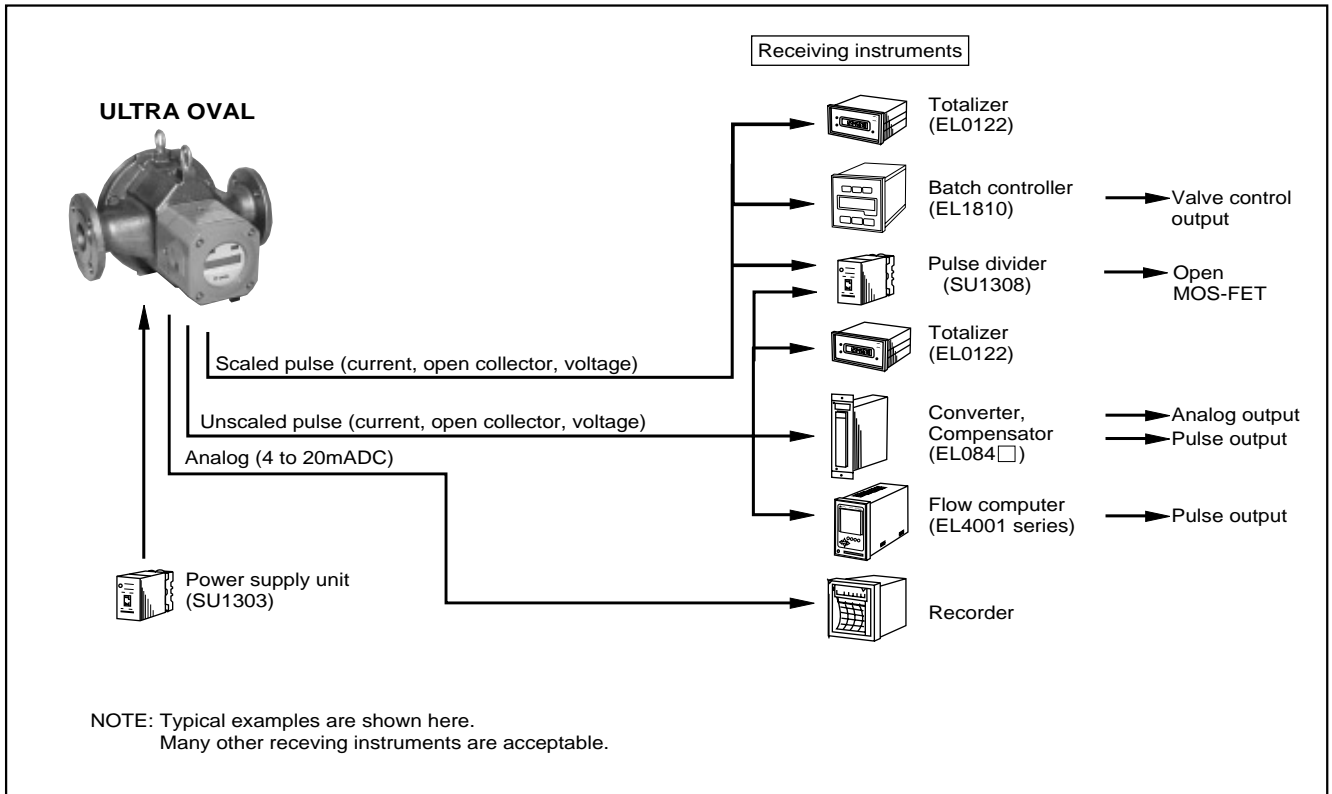 Receiving instruments
ULTRA OVAL
Totalizer
(EL0122)
Batch controller
(EL1810)
Valve control
output
Pulse divider
(SU1308)
Open
MOS-FET
Totalizer
(EL0122)
Scaled pulse (current, open collector, voltage)
Unscaled pulse (current, open collector, voltage)
Analog (4 to 20mADC)
Converter,
Compensator
(EL084□)
Analog output
Pulse output
Flow computer
(EL4001 series)
Pulse output
Power supply unit
(SU1303)
Recorder
NOTE: Typical examples are shown here.
Many other receving instruments are acceptable.